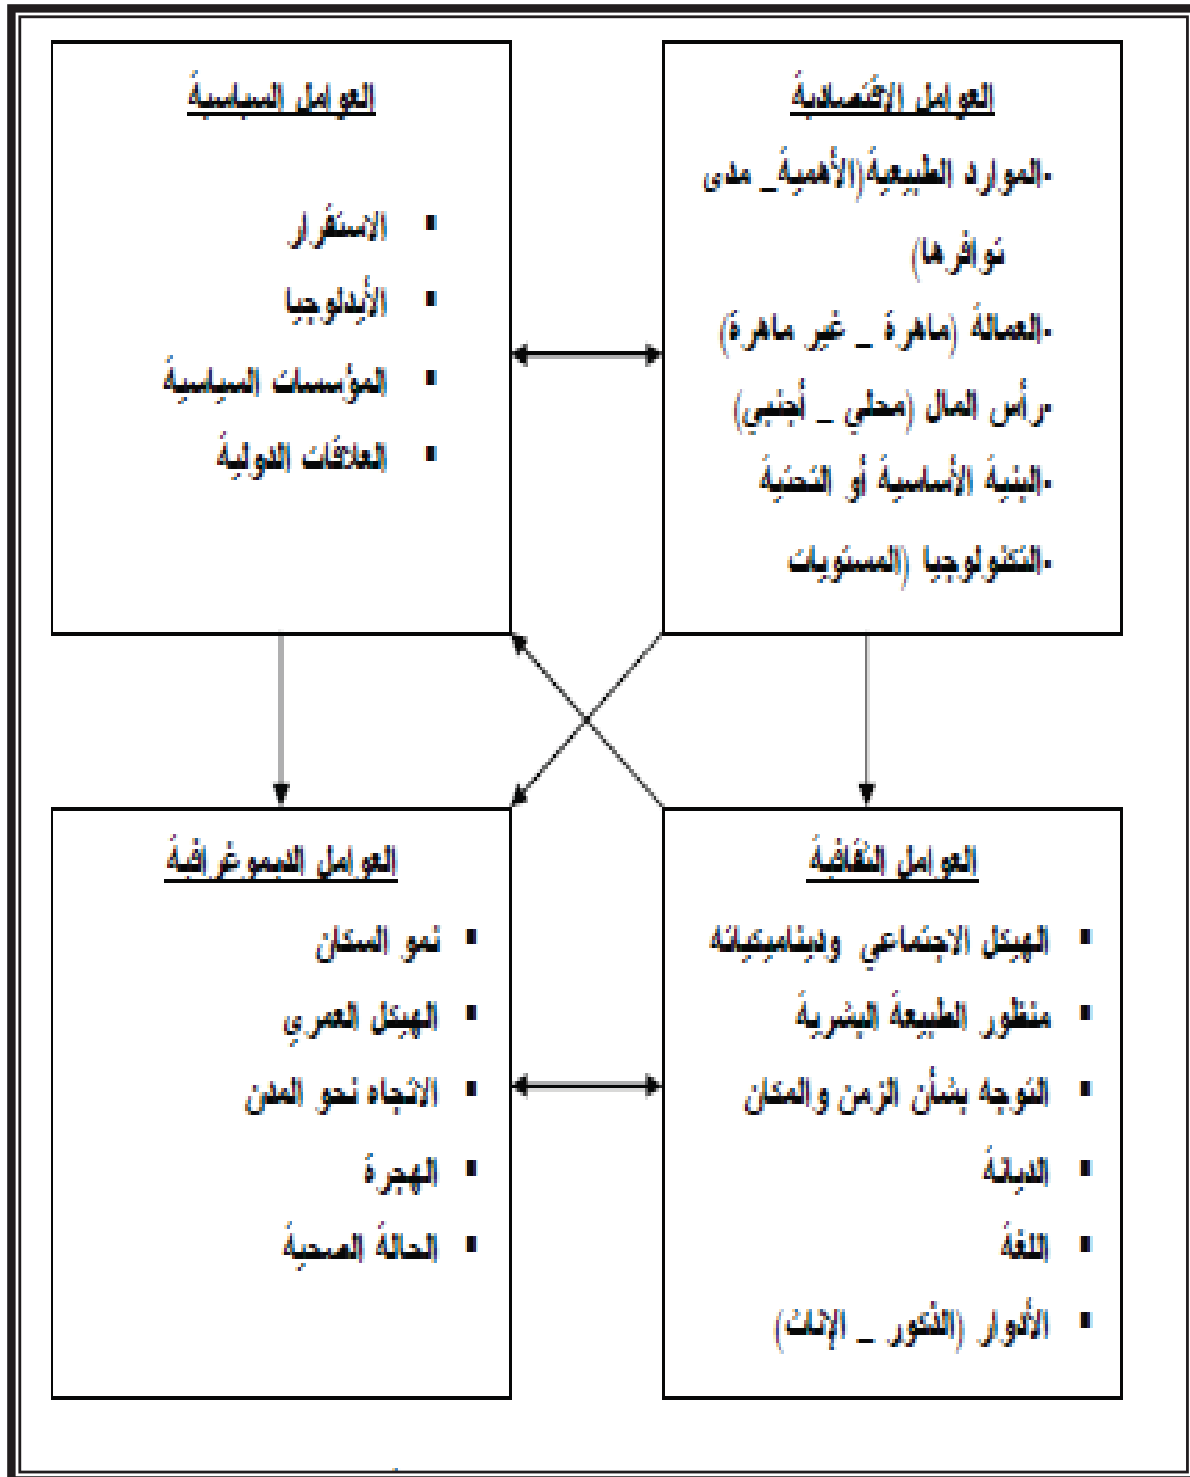 العوامل الاقتصادية
-الموارد الطبيعية(الأهمية_ مدى
توافرها)
-العمالة (ماهرة _ غير ماهرة)
-رأس المال (محلي _ أجنبي)
-البنية الأساسية أو التحتية
-التكنولوجيا (المستويات
العوامل السياسية
▪ الاستقرار
▪ الأيدلوجيا
▪ المؤسسات السياسية
▪ العلاقات الدولية
العوامل الثقافية
▪ الهيكل الاجتماعي وديناميكياته
▪ منظور الطبيعة البشرية
▪ التوجه بشأن الزمن والمكان
▪ الديانة
▪ اللغة
▪ الأدوار (الذكور _ الإناث)
العوامل الديموغرافية
▪ نمو السكان
▪ الهيكل العمري
▪ الاتجاه نحو المدن
▪ الهجرة
▪ الحالة الصحية